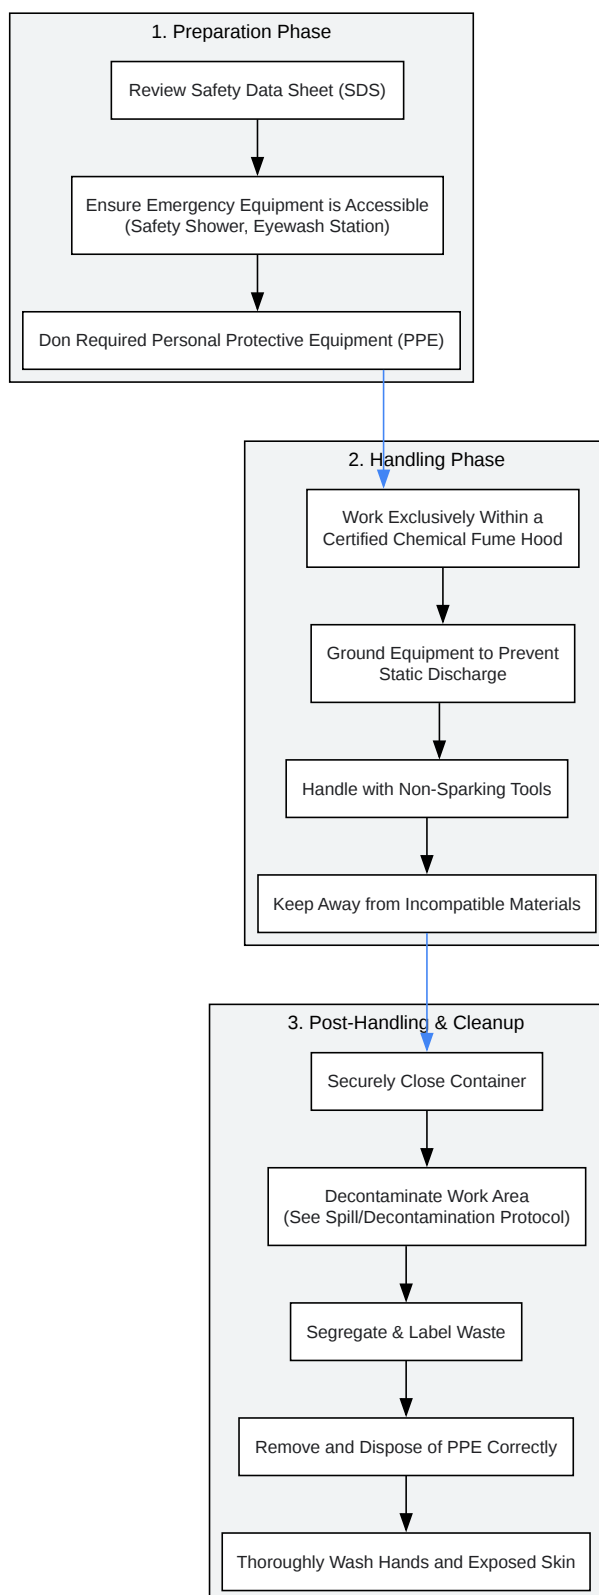 1. Preparation Phase
Review Safety Data Sheet (SDS)
Ensure Emergency Equipment is Accessible
(Safety Shower, Eyewash Station)
Don Required Personal Protective Equipment (PPE)
2. Handling Phase
Work Exclusively Within a
Certified Chemical Fume Hood
Ground Equipment to Prevent
Static Discharge
Handle with Non-Sparking Tools
Keep Away from Incompatible Materials
3. Post-Handling & Cleanup
Securely Close Container
Decontaminate Work Area
(See Spill/Decontamination Protocol)
Segregate & Label Waste
Remove and Dispose of PPE Correctly
Thoroughly Wash Hands and Exposed Skin